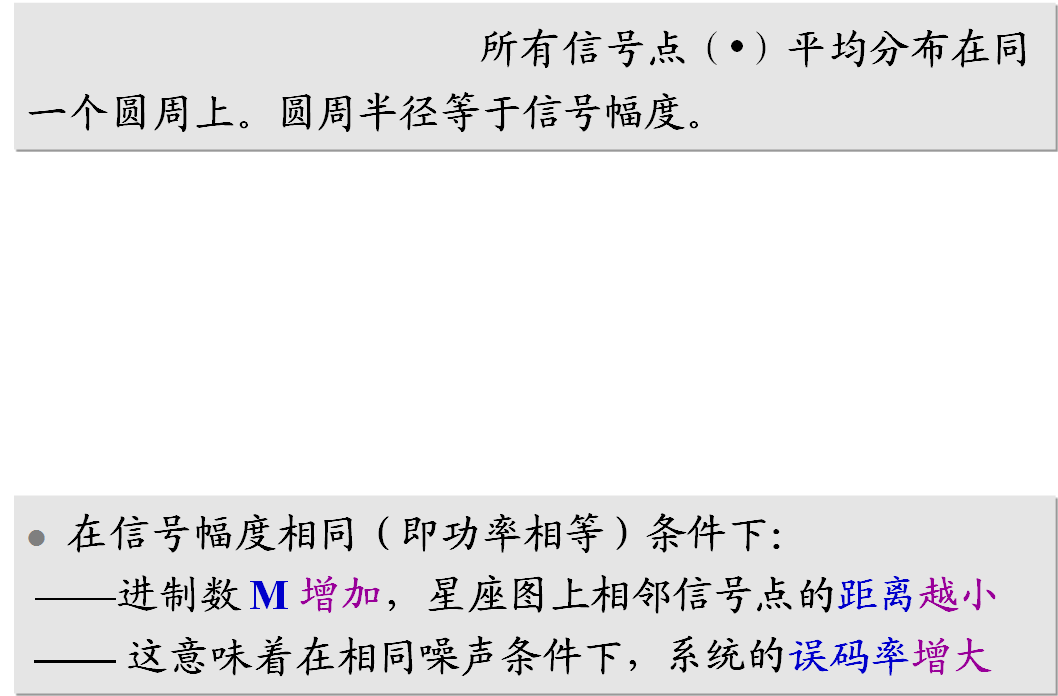 所有信号点（•）平均分布在同
一个圆周上。圆周半径等于信号幅度。
● 在信号幅度相同（即功率相等）条件下：
——进制数 M 增加，星座图上相邻信号点的距离越小
—— 这意味着在相同噪声条件下，系统的误码率增大